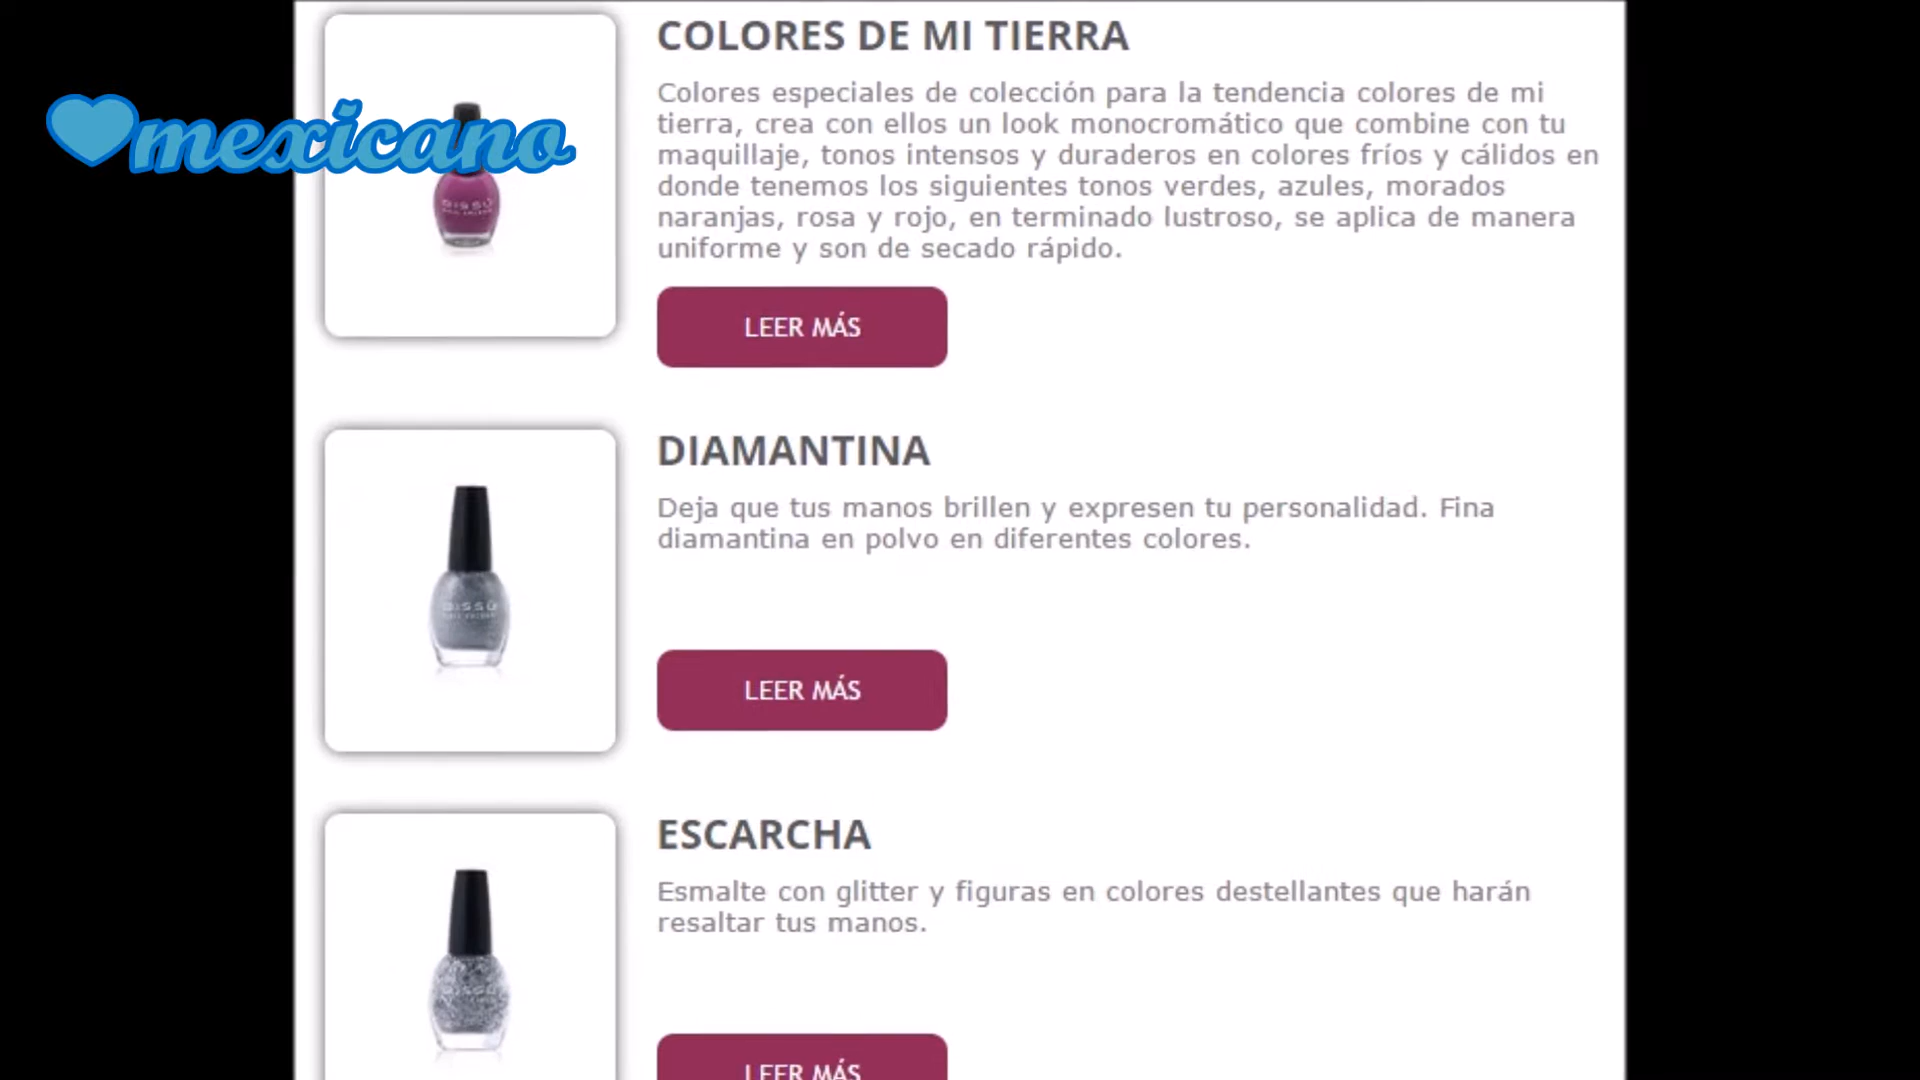 COLORES DE MI TIERRA
Colores especiales de colección para la tendencia colores de mi
tierra, crea con ellos un look monocromático que combine con tu
maquillaje, tonos intensos y duraderos en colores fríos y cálidos en
donde tenemos los siguientes tonos verdes, azules, morados
naranjas, rosa y rojo, en terminado lustroso, se aplica de manera
uniforme y son de secado rápido.
mexicano
BISSÚ
LEER MÁS
DIAMANTINA
Deja que tus manos brillen y expresen tu personalidad. Fina
diamantina en polvo en diferentes colores.
BISSÚ
LEER MÁS
ESCARCHA
Esmalte con glitter y figuras en colores destellantes que harán
resaltar tus manos.
BISSÚ
LEER MÁS